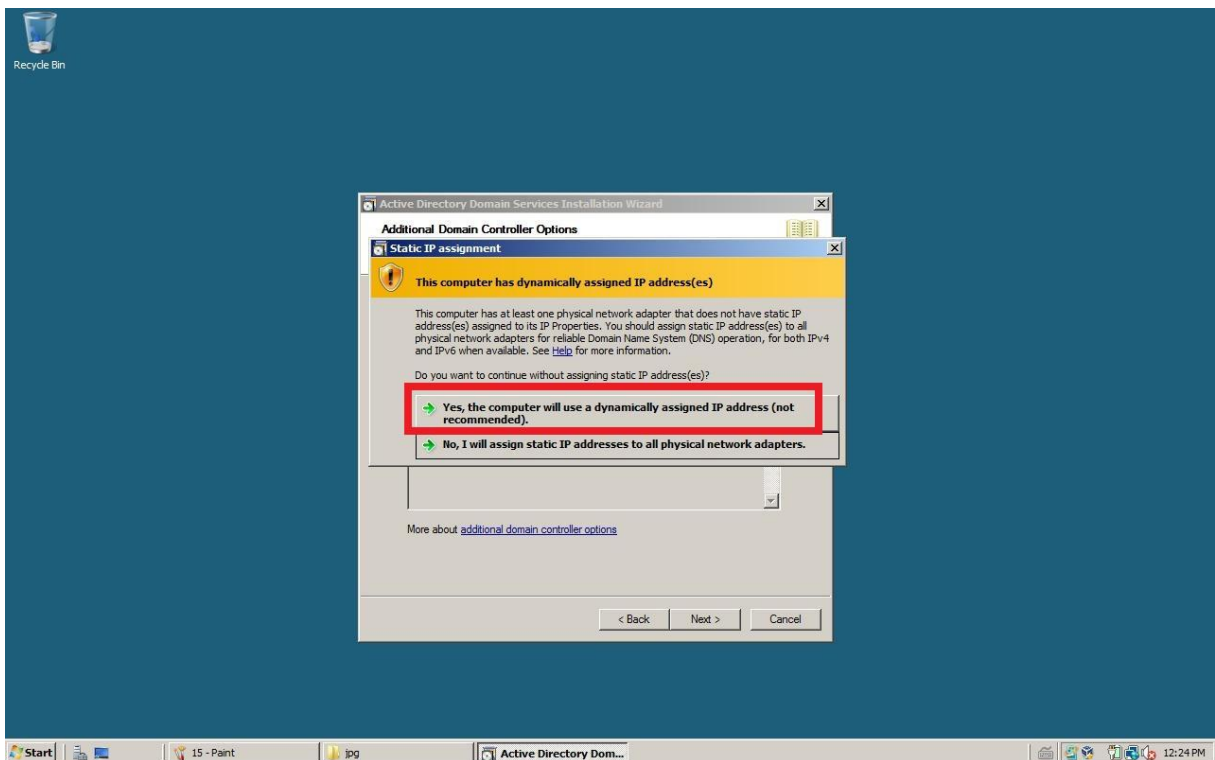 Recycle Bin
Active Directory Domain Services Installation Wizard
Additional Domain Controller Options
Static IP assignment
This computer has dynamically assigned IP address(es)
This computer has at least one physical network adapter that does not have static IP
address(es) assigned to its IP Properties. You should assign static IP address(es) to all
physical network adapters for reliable Domain Name System (DNS) operation, for both IPv4
and IPv6 when available. See Help for more information.
Do you want to continue without assigning static IP address(es)?
Yes, the computer will use a dynamically assigned IP address (not
recommended).
No, I will assign static IP addresses to all physical network adapters.
More about additional domain controller options
< Back Next > Cancel
Start 15 - Paint jpg Active Directory Dom... 12:24 PM